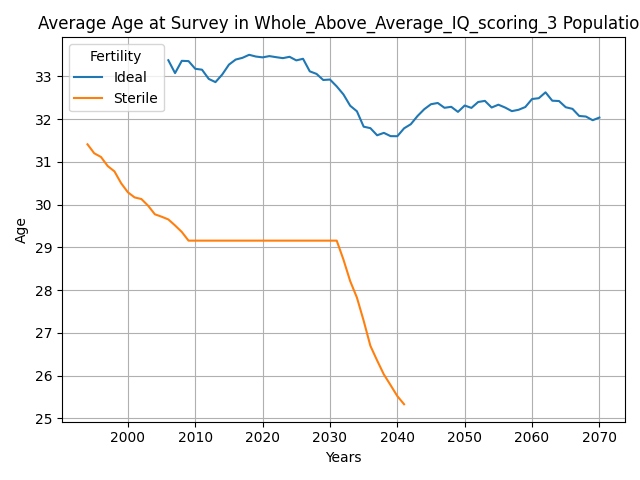 Average Age at Survey in Whole_Above_Average_IQ_scoring_3 Populatio
Fertility
Ideal
Sterile
33
32
31
30
29
28
27
26
25
Age
2000 2010 2020 2030 2040 2050 2060 2070
Years